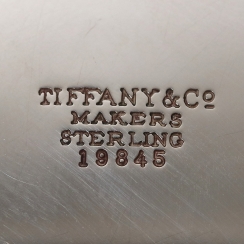 TIFFANY & Co
MAKERS
STERLING
19845